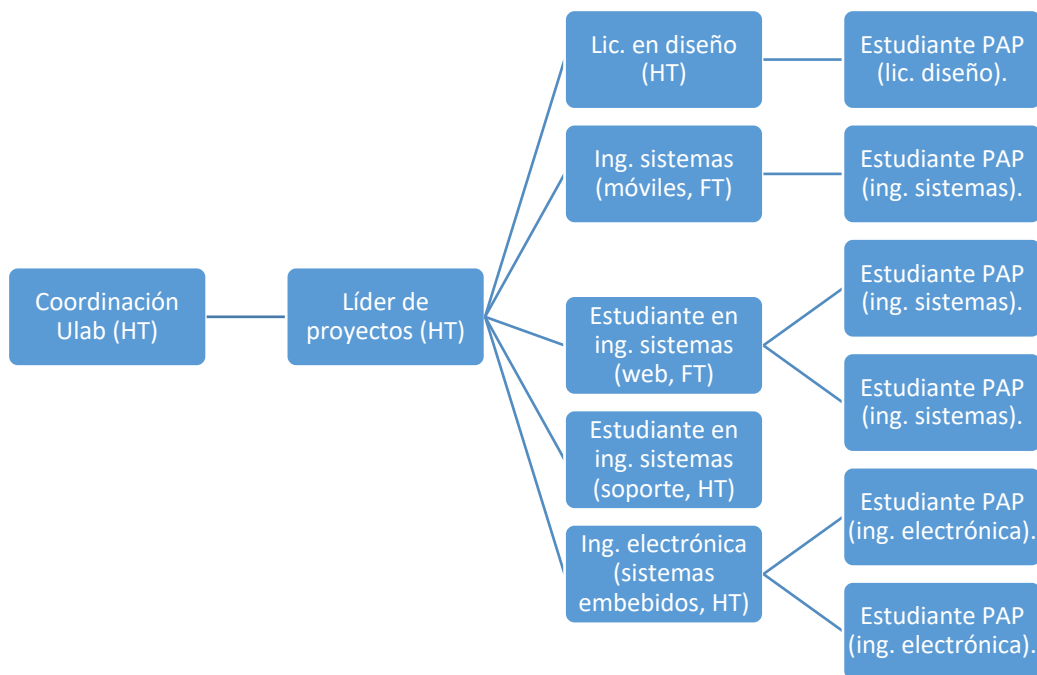 Coordinación
Ulab (HT)
Líder de
proyectos (HT)
Lic. en diseño
(HT)
Estudiante PAP
(lic. diseño).
Ing. sistemas
(móviles, FT)
Estudiante PAP
(ing. sistemas).
Estudiante en
ing. sistemas
(web, FT)
Estudiante PAP
(ing. sistemas).
Estudiante PAP
(ing. sistemas).
Estudiante en
ing. sistemas
(soporte, HT)
Ing. electrónica
(sistemas
embebidos, HT)
Estudiante PAP
(ing. electrónica).
Estudiante PAP
(ing. electrónica).